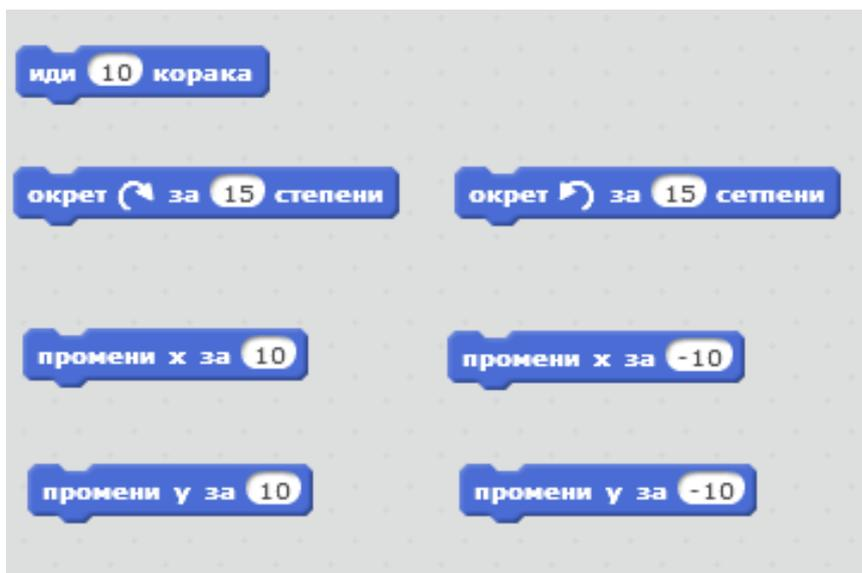 иди 10 корака
окрет за 15 степени
окрет за 15 сетпени
промени x за 10
промени x за -10
промени y за 10
промени y за -10